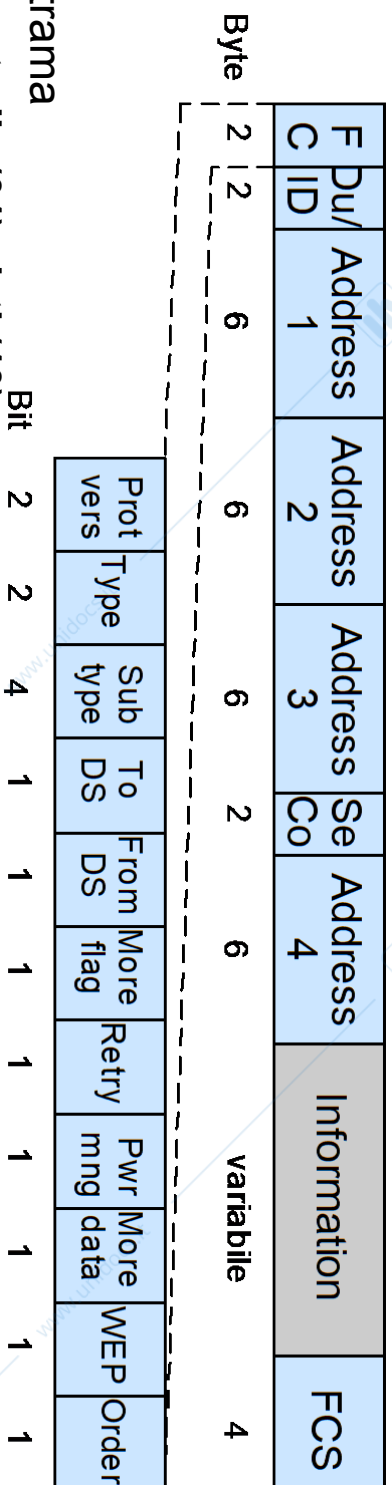 F C Du/ ID Address 1 Address 2 Address 3 Se Co Address 4 Information FCS
Byte 2 2 6 6 6 2 6 variabile 4
Prot vers Type Sub type To DS From DS More flag Retry Pwr mng More data WEP Order
Bit 2 2 4 1 1 1 1 1 1 1 1
trama